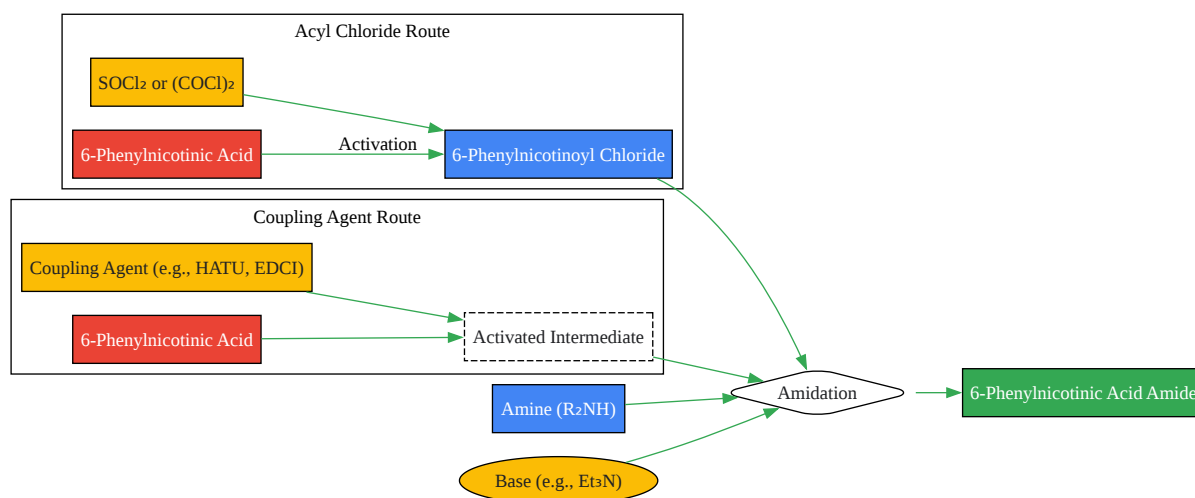 Acyl Chloride Route
SOCl₂ or (COCl)₂
6-Phenylnicotinic Acid
Activation
6-Phenylnicotinoyl Chloride
Coupling Agent Route
Coupling Agent (e.g., HATU, EDCI)
6-Phenylnicotinic Acid
Activated Intermediate
Amine (R₂NH)
Base (e.g., Et₃N)
Amidation
6-Phenylnicotinic Acid Amide